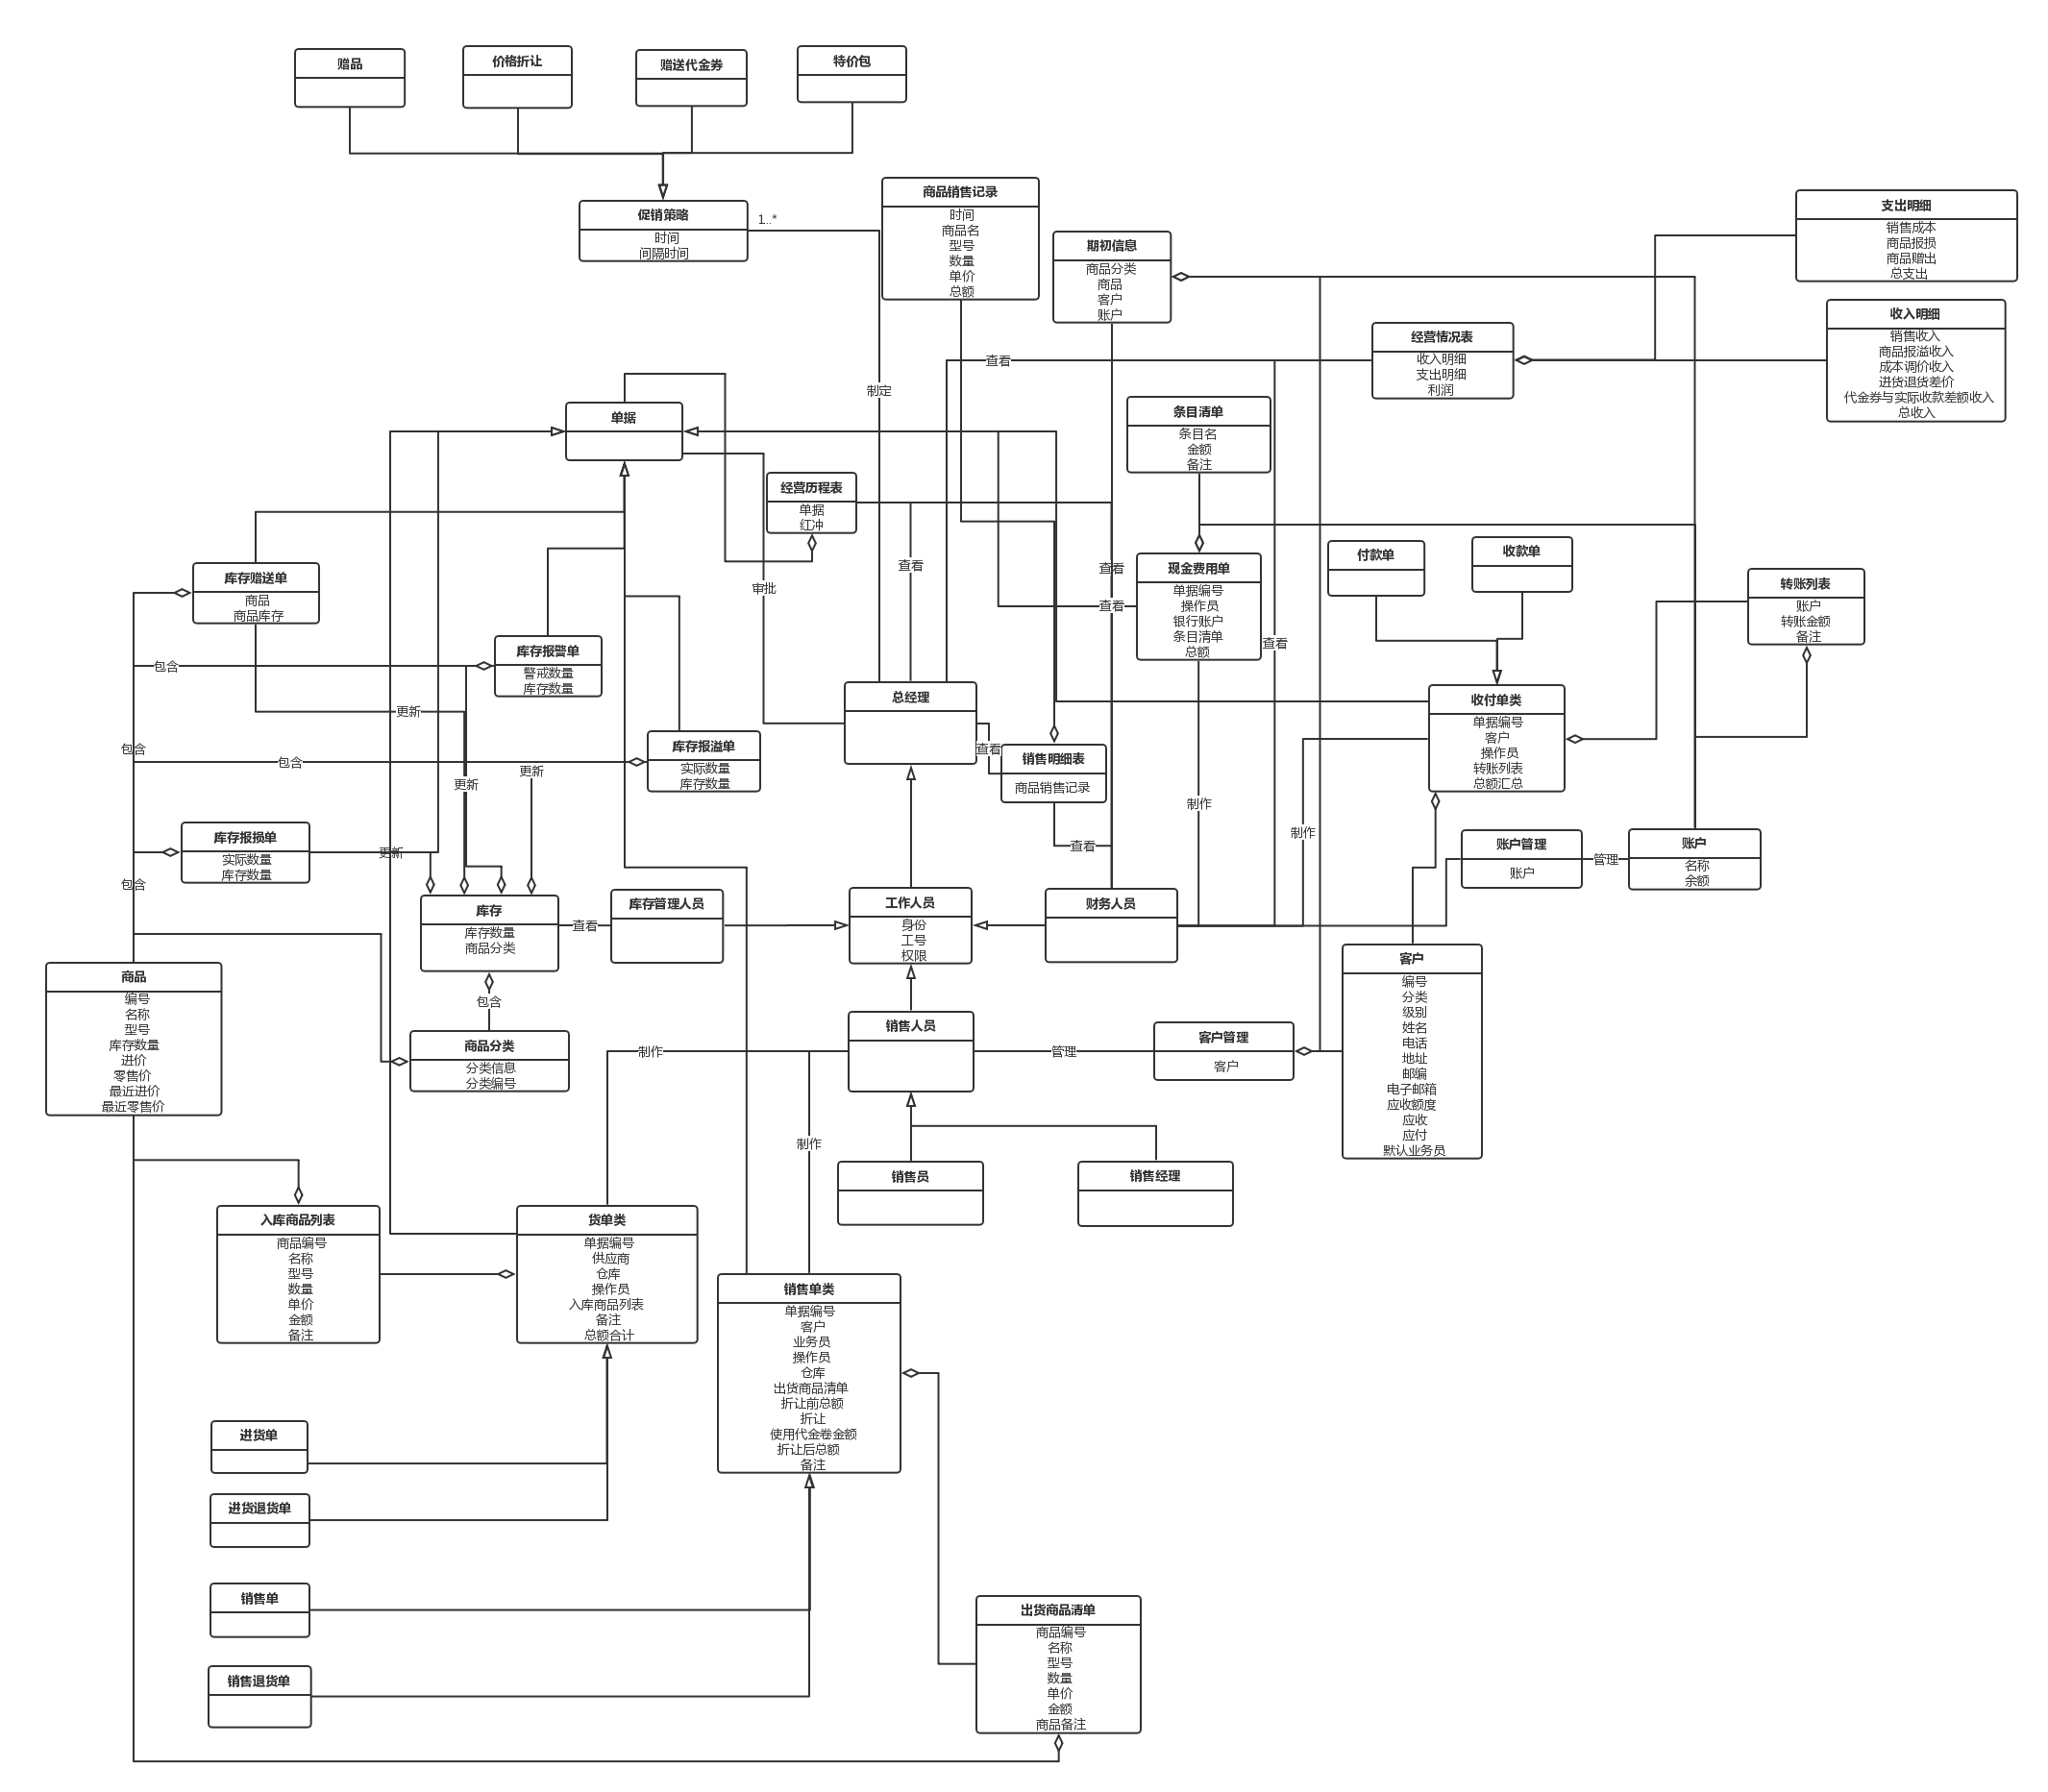 赠品
价格折让
赠送代金券
特价包
促销策略
时间
间隔时间
1..*
商品销售记录
时间
商品名
型号
数量
单价
总额
期初信息
商品分类
商品
客户
账户
支出明细
销售成本
商品报损
商品赠出
总支出
收入明细
销售收入
商品报溢收入
成本调价收入
进货退货差价
代金券与实际收款差额收入
总收入
经营情况表
收入明细
支出明细
利润
查看
制定
单据
条目清单
条目名
金额
备注
经营历程表
单据
红冲
查看
审批
查看
查看
查看
现金费用单
单据编号
操作员
银行账户
条目清单
总额
付款单
收款单
转账列表
账户
转账金额
备注
库存赠送单
商品
商品库存
库存报警单
警戒数量
库存数量
包含
更新
包含
包含
更新
更新
库存报溢单
实际数量
库存数量
总经理
查看
销售明细表
商品销售记录
收付单类
单据编号
客户
操作员
转账列表
总额汇总
制作
制作
库存报损单
实际数量
库存数量
更新
查看
账户管理
账户
管理
账户
名称
余额
包含
库存
库存数量
商品分类
查看
库存管理人员
工作人员
身份
工号
权限
财务人员
商品
编号
名称
型号
库存数量
进价
零售价
最近进价
最近零售价
包含
商品分类
分类信息
分类编号
制作
销售人员
管理
客户管理
客户
客户
编号
分类
级别
姓名
电话
地址
邮编
电子邮箱
应收额度
应收
应付
默认业务员
制作
销售员
销售经理
入库商品列表
商品编号
名称
型号
数量
单价
金额
备注
货单类
单据编号
供应商
仓库
操作员
入库商品列表
备注
总额合计
销售单类
单据编号
客户
业务员
操作员
仓库
出货商品清单
折让前总额
折让
使用代金卷金额
折让后总额
备注
进货单
进货退货单
销售单
销售退货单
出货商品清单
商品编号
名称
型号
数量
单价
金额
商品备注